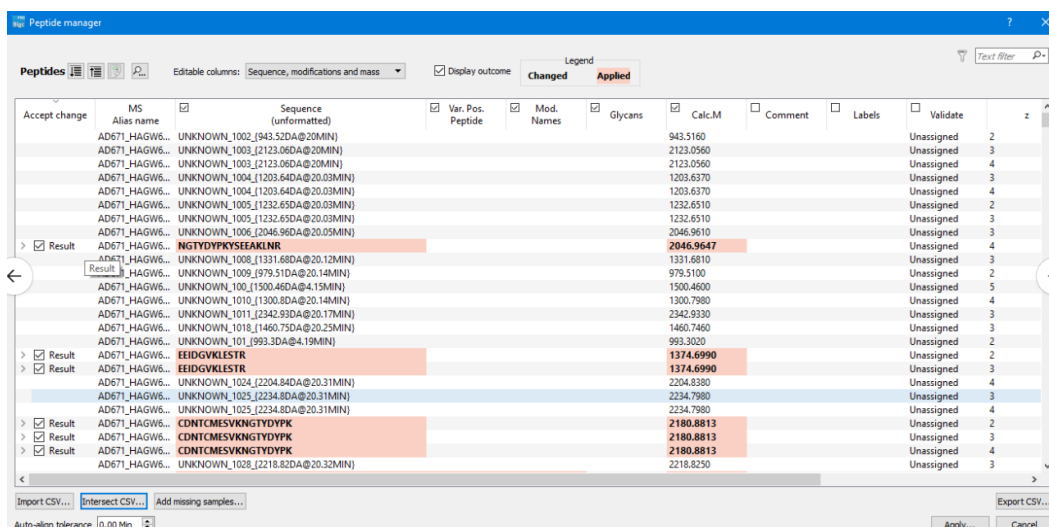 Peptide manager ?
Peptides Editable columns: Sequence, modifications and mass Display outcome Legend Changed Applied Text filter
Accept change MS Alias name Sequence (unformatted) Var. Pos. Peptide Mod. Names Glycans Calc.M Comment Labels Validate z
AD671_HAGW6... UNKNOWN_1002_{943.52DA@20MIN} 943.5160 Unassigned 2
AD671_HAGW6... UNKNOWN_1003_{2123.06DA@20MIN} 2123.0560 Unassigned 3
AD671_HAGW6... UNKNOWN_1003_{2123.06DA@20MIN} 2123.0560 Unassigned 4
AD671_HAGW6... UNKNOWN_1004_{1203.64DA@20.03MIN} 1203.6370 Unassigned 3
AD671_HAGW6... UNKNOWN_1004_{1203.64DA@20.03MIN} 1203.6370 Unassigned 4
AD671_HAGW6... UNKNOWN_1005_{1232.65DA@20.03MIN} 1232.6510 Unassigned 2
AD671_HAGW6... UNKNOWN_1005_{1232.65DA@20.03MIN} 1232.6510 Unassigned 3
AD671_HAGW6... UNKNOWN_1006_{2046.96DA@20.05MIN} 2046.9610 Unassigned 3
Result AD671_HAGW6... NGTYDYPKYSEEAKLNR 2046.9647 Unassigned 4
AD671_HAGW6... UNKNOWN_1008_{1331.68DA@20.12MIN} 1331.6810 Unassigned 3
Result AD671_HAGW6... UNKNOWN_1009_{979.51DA@20.14MIN} 979.5100 Unassigned 2
AD671_HAGW6... UNKNOWN_100_{1500.46DA@4.15MIN} 1500.4600 Unassigned 5
AD671_HAGW6... UNKNOWN_1010_{1300.8DA@20.14MIN} 1300.7980 Unassigned 4
AD671_HAGW6... UNKNOWN_1011_{2342.93DA@20.17MIN} 2342.9330 Unassigned 3
AD671_HAGW6... UNKNOWN_1018_{1460.75DA@20.25MIN} 1460.7460 Unassigned 3
AD671_HAGW6... UNKNOWN_101_{993.3DA@4.19MIN} 993.3020 Unassigned 2
Result AD671_HAGW6... EEIDGVKLESTR 1374.6990 Unassigned 2
Result AD671_HAGW6... EEIDGVKLESTR 1374.6990 Unassigned 3
AD671_HAGW6... UNKNOWN_1024_{2204.84DA@20.31MIN} 2204.8380 Unassigned 4
AD671_HAGW6... UNKNOWN_1025_{2234.8DA@20.31MIN} 2234.7980 Unassigned 3
AD671_HAGW6... UNKNOWN_1025_{2234.8DA@20.31MIN} 2234.7980 Unassigned 4
Result AD671_HAGW6... CDNTCMESVKNGTYDYPK 2180.8813 Unassigned 2
Result AD671_HAGW6... CDNTCMESVKNGTYDYPK 2180.8813 Unassigned 3
Result AD671_HAGW6... CDNTCMESVKNGTYDYPK 2180.8813 Unassigned 4
AD671_HAGW6... UNKNOWN_1028_{2218.82DA@20.32MIN} 2218.8250 Unassigned 3
Import CSV... Intersect CSV... Add missing samples... Export CSV...
Auto-align tolerance 0.00 Min Apply... Cancel